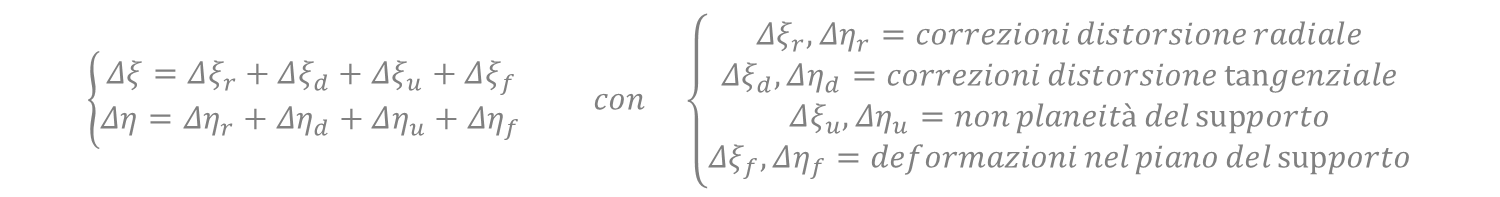 Δξ = Δξ_r + Δξ_d + Δξ_u + Δξ_f
Δη = Δη_r + Δη_d + Δη_u + Δη_f
con
Δξ_r, Δη_r = correzioni distorsione radiale
Δξ_d, Δη_d = correzioni distorsione tangenziale
Δξ_u, Δη_u = non planeità del supporto
Δξ_f, Δη_f = deformazioni nel piano del supporto